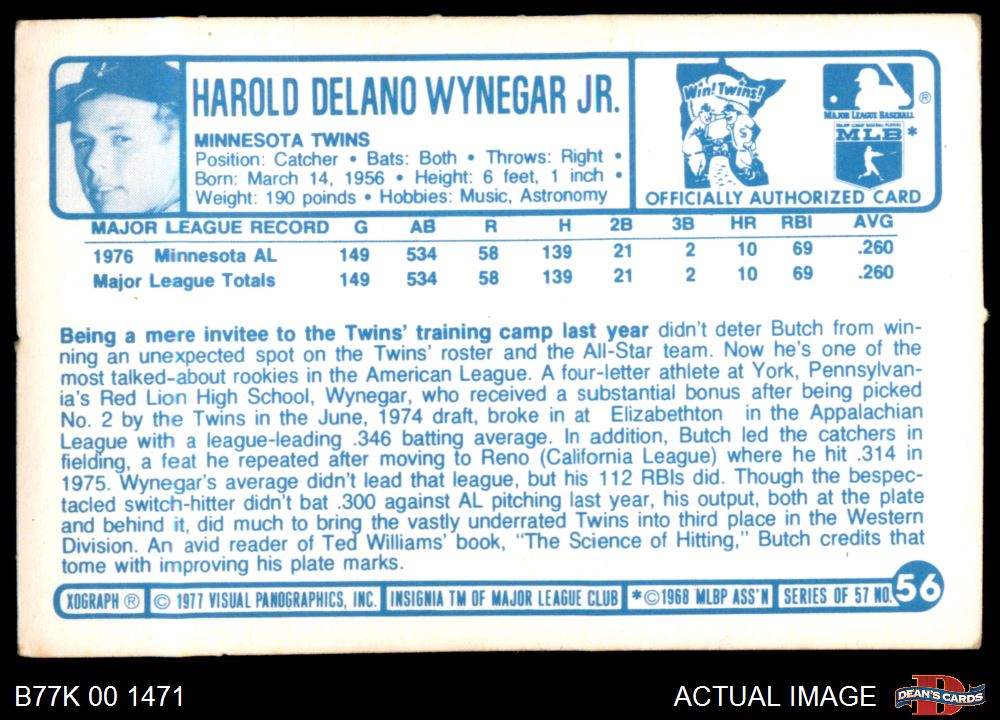 HAROLD DELANO WYNEGAR JR.
MINNESOTA TWINS
Position: Catcher • Bats: Both • Throws: Right •
Born: March 14, 1956 • Height: 6 feet, 1 inch •
Weight: 190 poinds • Hobbies: Music, Astronomy
Win! Twins!
®
MAJOR LEAGUE BASEBALL
MAJOR LEAGUE BASEBALL PLAYERS
MLB*
OFFICIALLY AUTHORIZED CARD
MAJOR LEAGUE RECORD G AB R H 2B 3B HR RBI AVG
1976 Minnesota AL 149 534 58 139 21 2 10 69 .260
Major League Totals 149 534 58 139 21 2 10 69 .260
Being a mere invitee to the Twins' training camp last year didn't deter Butch from win-
ning an unexpected spot on the Twins' roster and the All-Star team. Now he's one of the
most talked-about rookies in the American League. A four-letter athlete at York, Pennsylvan-
ia's Red Lion High School, Wynegar, who received a substantial bonus after being picked
No. 2 by the Twins in the June, 1974 draft, broke in at Elizabethton in the Appalachian
League with a league-leading .346 batting average. In addition, Butch led the catchers in
fielding, a feat he repeated after moving to Reno (California League) where he hit .314 in
1975. Wynegar's average didn't lead that league, but his 112 RBIs did. Though the bespec-
tacled switch-hitter didn't bat .300 against AL pitching last year, his output, both at the plate
and behind it, did much to bring the vastly underrated Twins into third place in the Western
Division. An avid reader of Ted Williams' book, "The Science of Hitting," Butch credits that
tome with improving his plate marks.
XOGRAPH ® © 1977 VISUAL PANOGRAPHICS, INC. INSIGNIA TM OF MAJOR LEAGUE CLUB *©1968 MLBP ASS'N SERIES OF 57 NO. 56
B77K 00 1471
ACTUAL IMAGE
DEAN'S CARDS